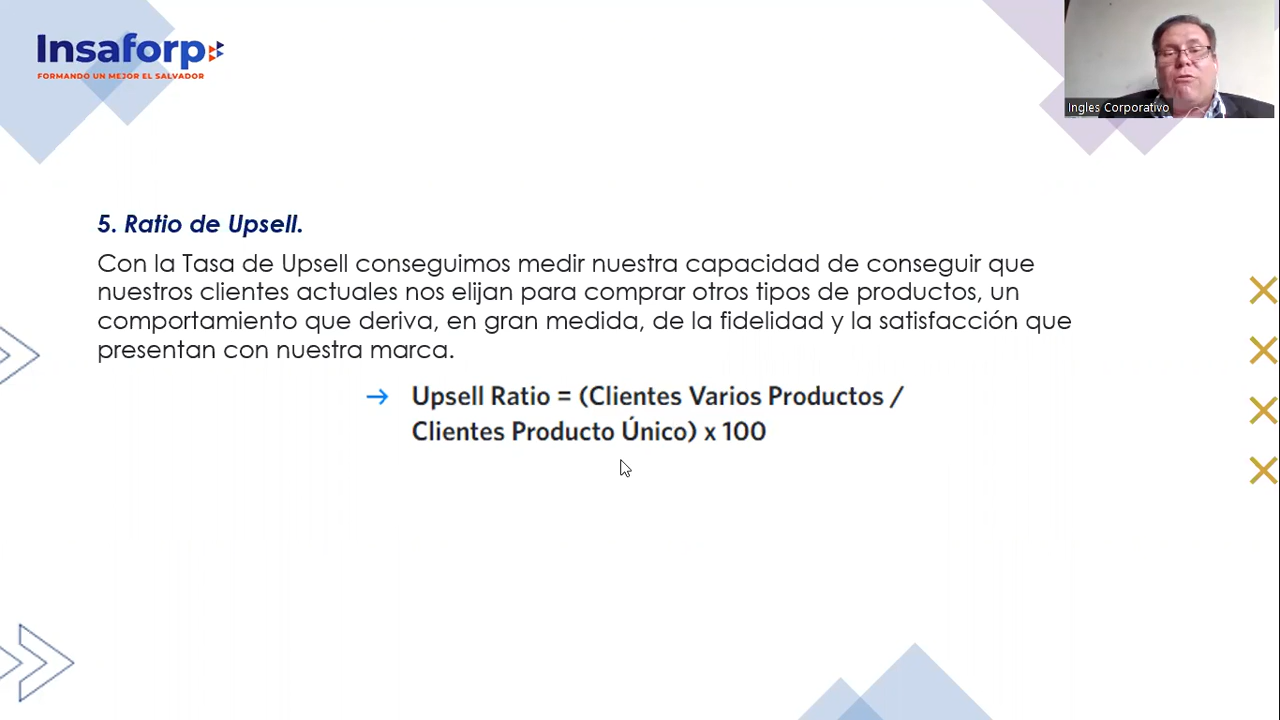 Insaforp
FORMANDO UN MEJOR EL SALVADOR
Ingles Corporativo
5. Ratio de Upsell.
Con la Tasa de Upsell conseguimos medir nuestra capacidad de conseguir que
nuestros clientes actuales nos elijan para comprar otros tipos de productos, un
comportamiento que deriva, en gran medida, de la fidelidad y la satisfacción que
presentan con nuestra marca.
→ Upsell Ratio = (Clientes Varios Productos /
Clientes Producto Único) x 100